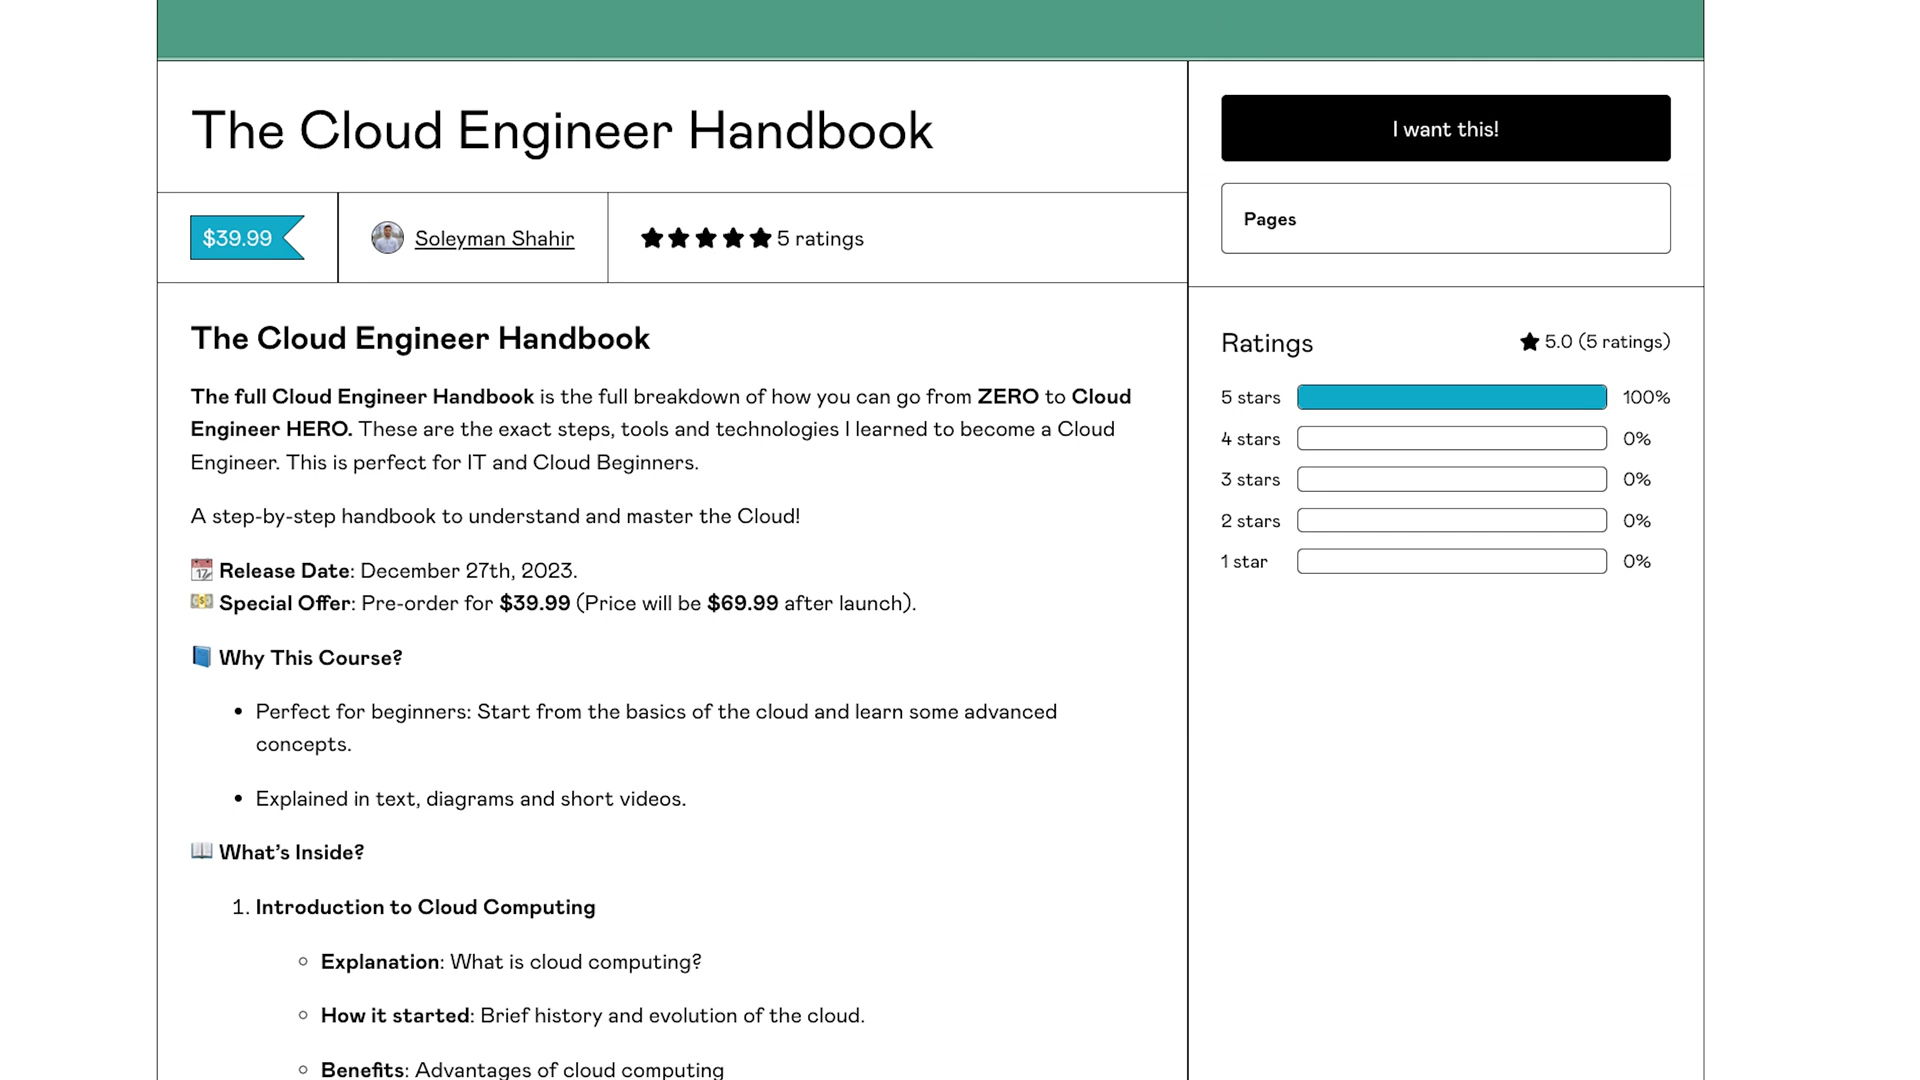 The Cloud Engineer Handbook
$39.99
Soleyman Shahir
5 ratings
I want this!
Pages
Ratings
5.0 (5 ratings)
5 stars 100%
4 stars 0%
3 stars 0%
2 stars 0%
1 star 0%
The Cloud Engineer Handbook
The full Cloud Engineer Handbook is the full breakdown of how you can go from ZERO to Cloud
Engineer HERO. These are the exact steps, tools and technologies I learned to become a Cloud
Engineer. This is perfect for IT and Cloud Beginners.
A step-by-step handbook to understand and master the Cloud!
📆 Release Date: December 27th, 2023.
💵 Special Offer: Pre-order for $39.99 (Price will be $69.99 after launch).
📘 Why This Course?
• Perfect for beginners: Start from the basics of the cloud and learn some advanced
concepts.
• Explained in text, diagrams and short videos.
📖 What’s Inside?
1. Introduction to Cloud Computing
◦ Explanation: What is cloud computing?
◦ How it started: Brief history and evolution of the cloud.
◦ Benefits: Advantages of cloud computing